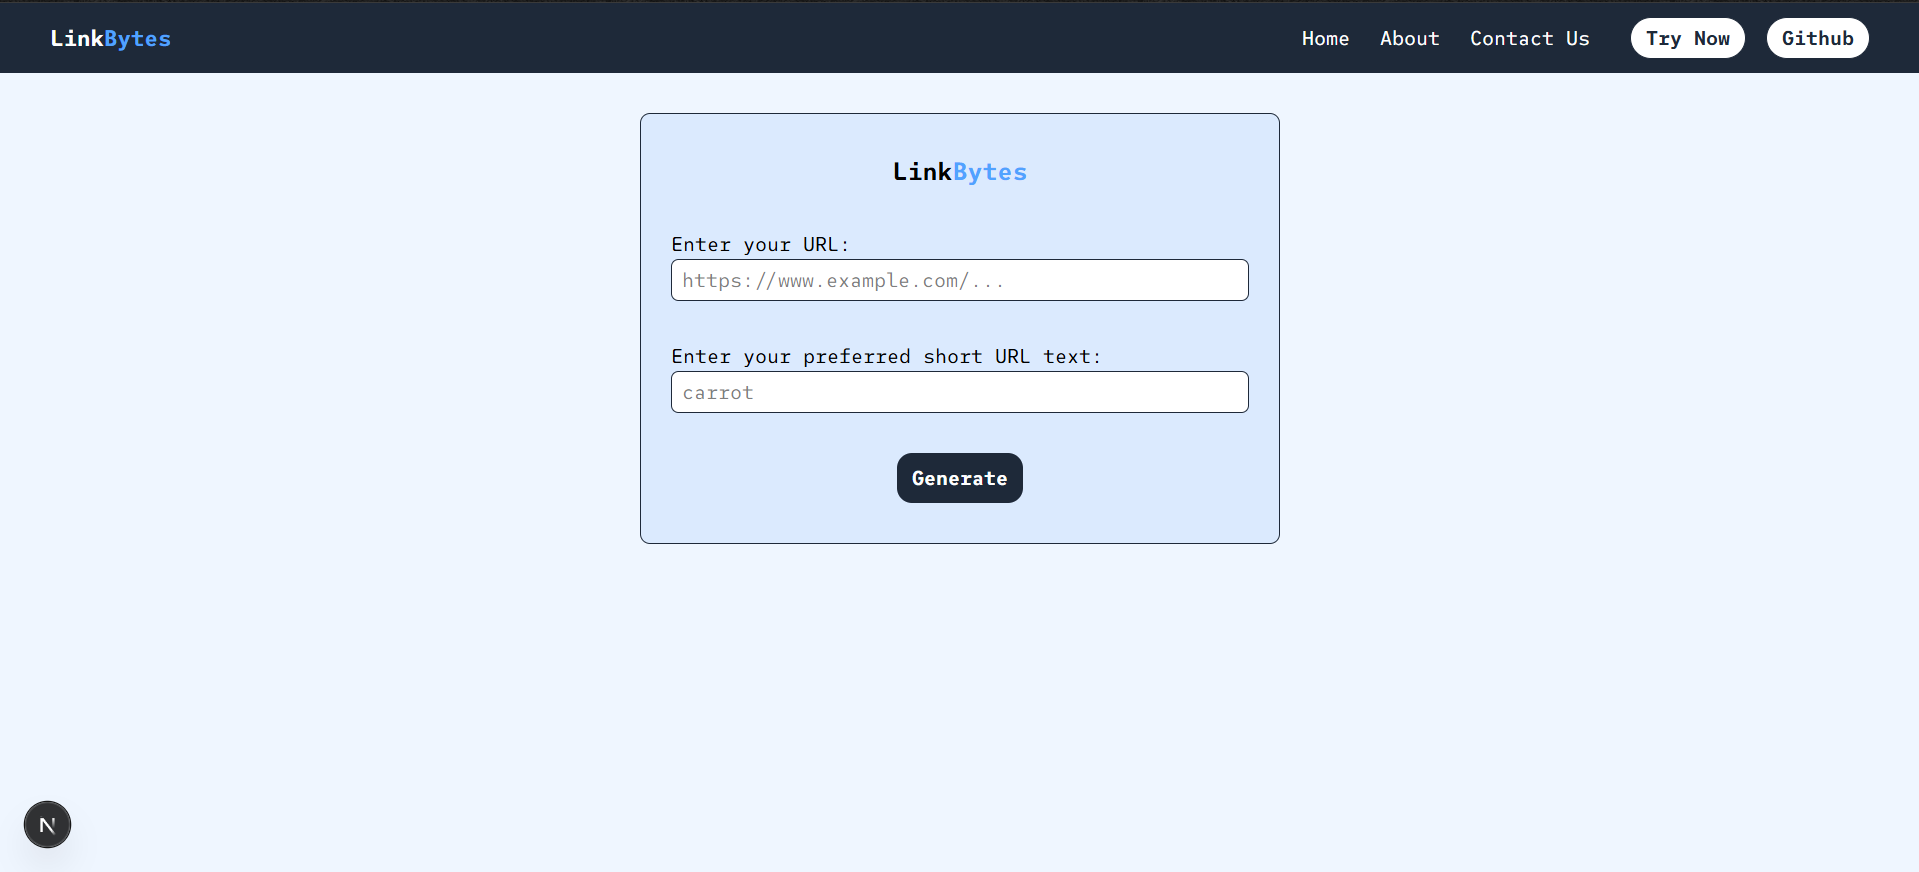 LinkBytes Home About Contact Us Try Now Github
LinkBytes
Enter your URL:
https://www.example.com/...
Enter your preferred short URL text:
carrot
Generate
N